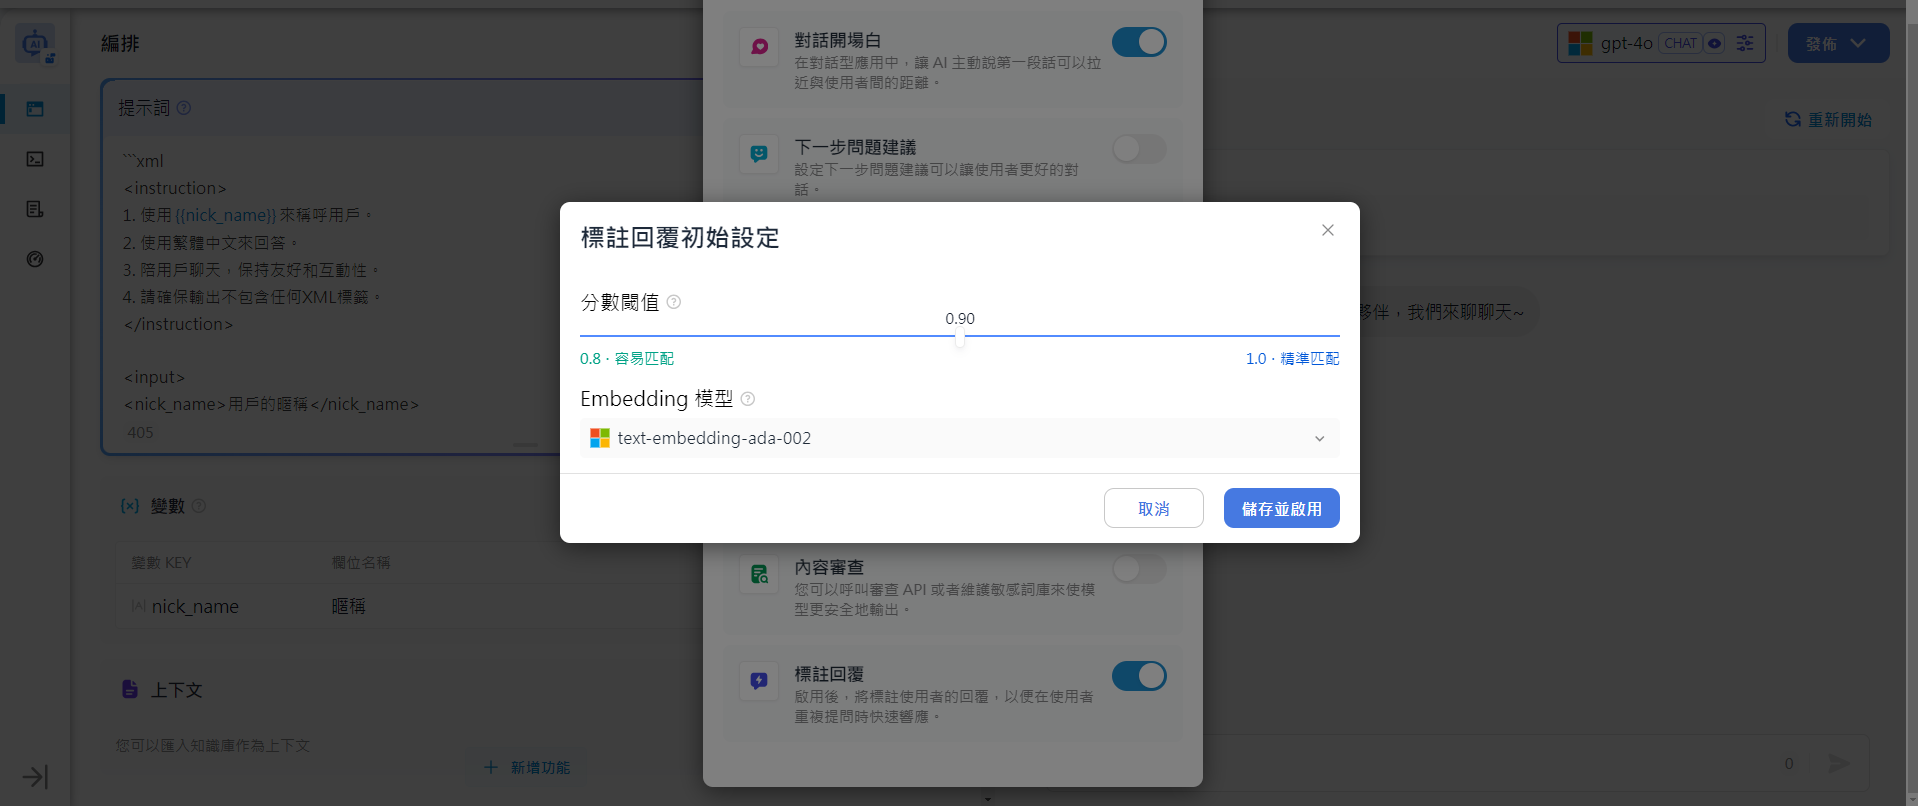 編排
gpt-4o CHAT
發佈
提示詞
```xml
<instruction>
1. 使用 {{nick_name}} 來稱呼用戶。
2. 使用繁體中文來回答。
3. 陪用戶聊天，保持友好和互動性。
4. 請確保輸出不包含任何XML標籤。
</instruction>
<input>
<nick_name>用戶的暱稱</nick_name>
405
變數
變數 KEY 欄位名稱
nick_name 暱稱
上下文
您可以匯入知識庫作為上下文
新增功能
對話開場白
在對話型應用中，讓 AI 主動說第一段話可以拉
近與使用者間的距離。
下一步問題建議
設定下一步問題建議可以讓使用者更好的對
話。
標註回覆初始設定
分數閾值
0.90
0.8 · 容易匹配
1.0 · 精準匹配
Embedding 模型
text-embedding-ada-002
取消
儲存並啟用
內容審查
您可以呼叫審查 API 或者維護敏感詞庫來使模
型更安全地輸出。
標註回覆
啟用後，將標註使用者的回覆，以便在使用者
重複提問時快速響應。
重新開始
夥伴，我們來聊聊天~
0